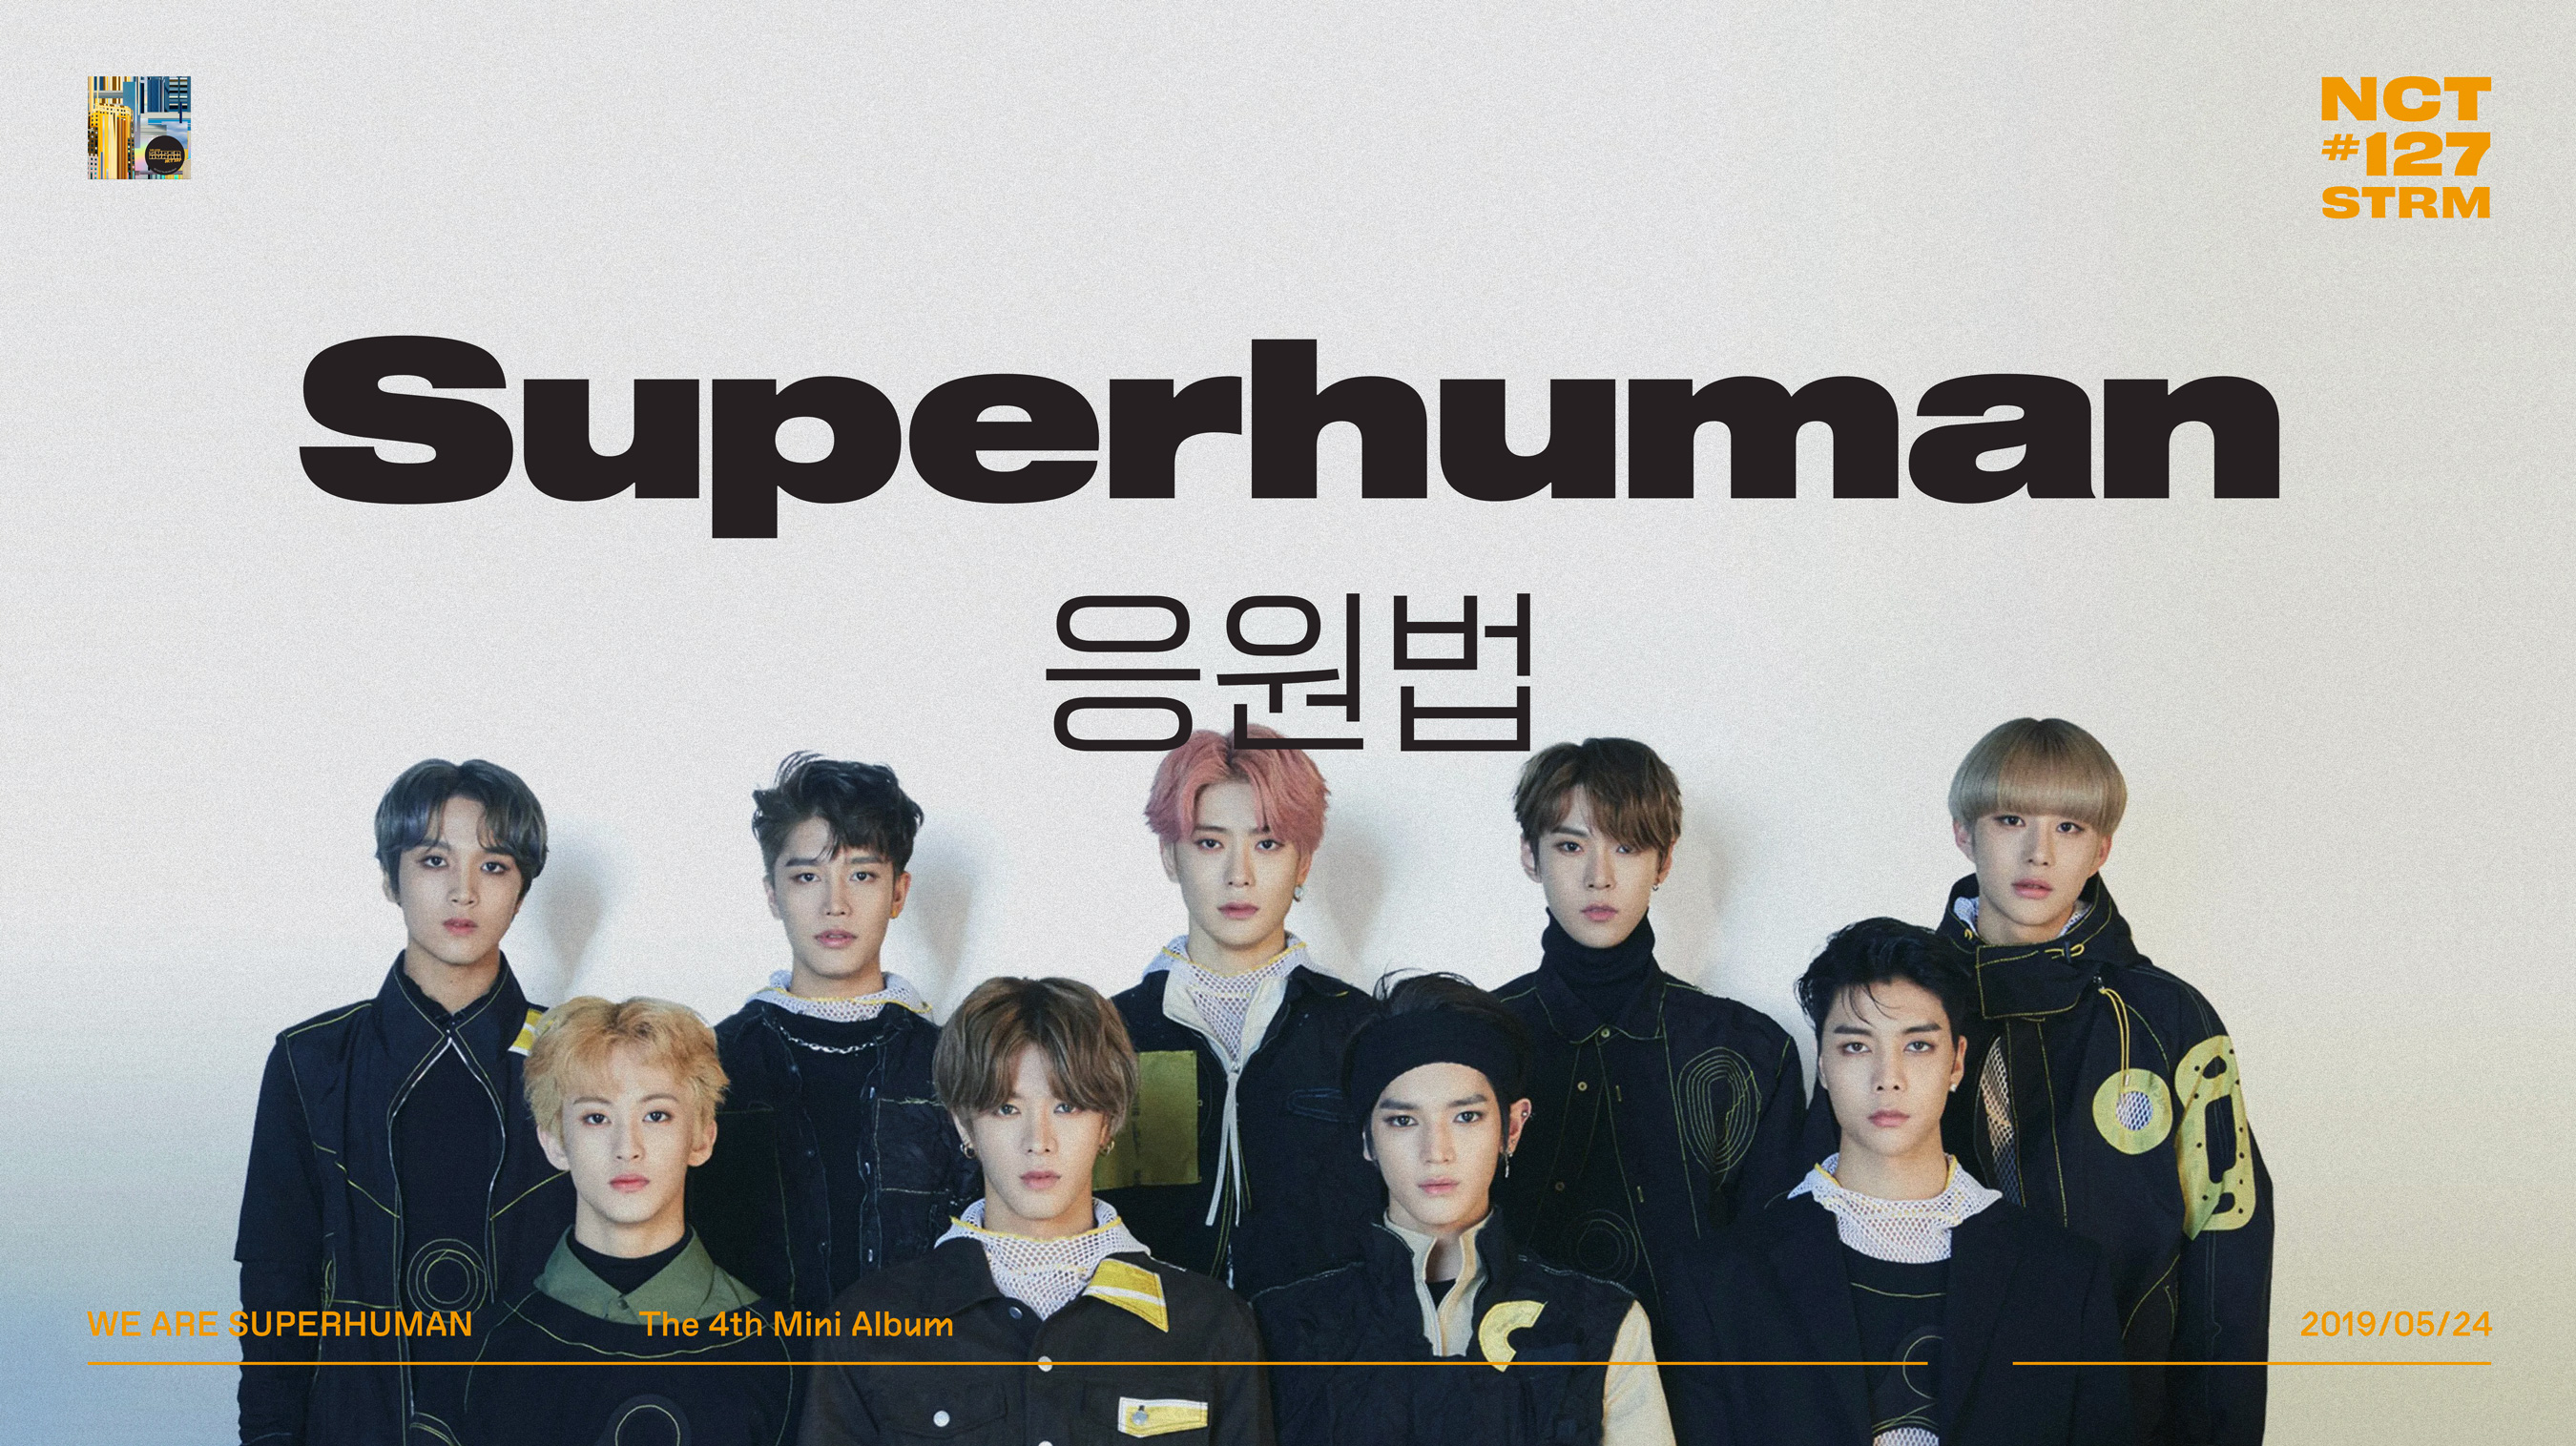 NCT
#127
STRM
Superhuman
응원법
WE ARE SUPERHUMAN
The 4th Mini Album
2019/05/24